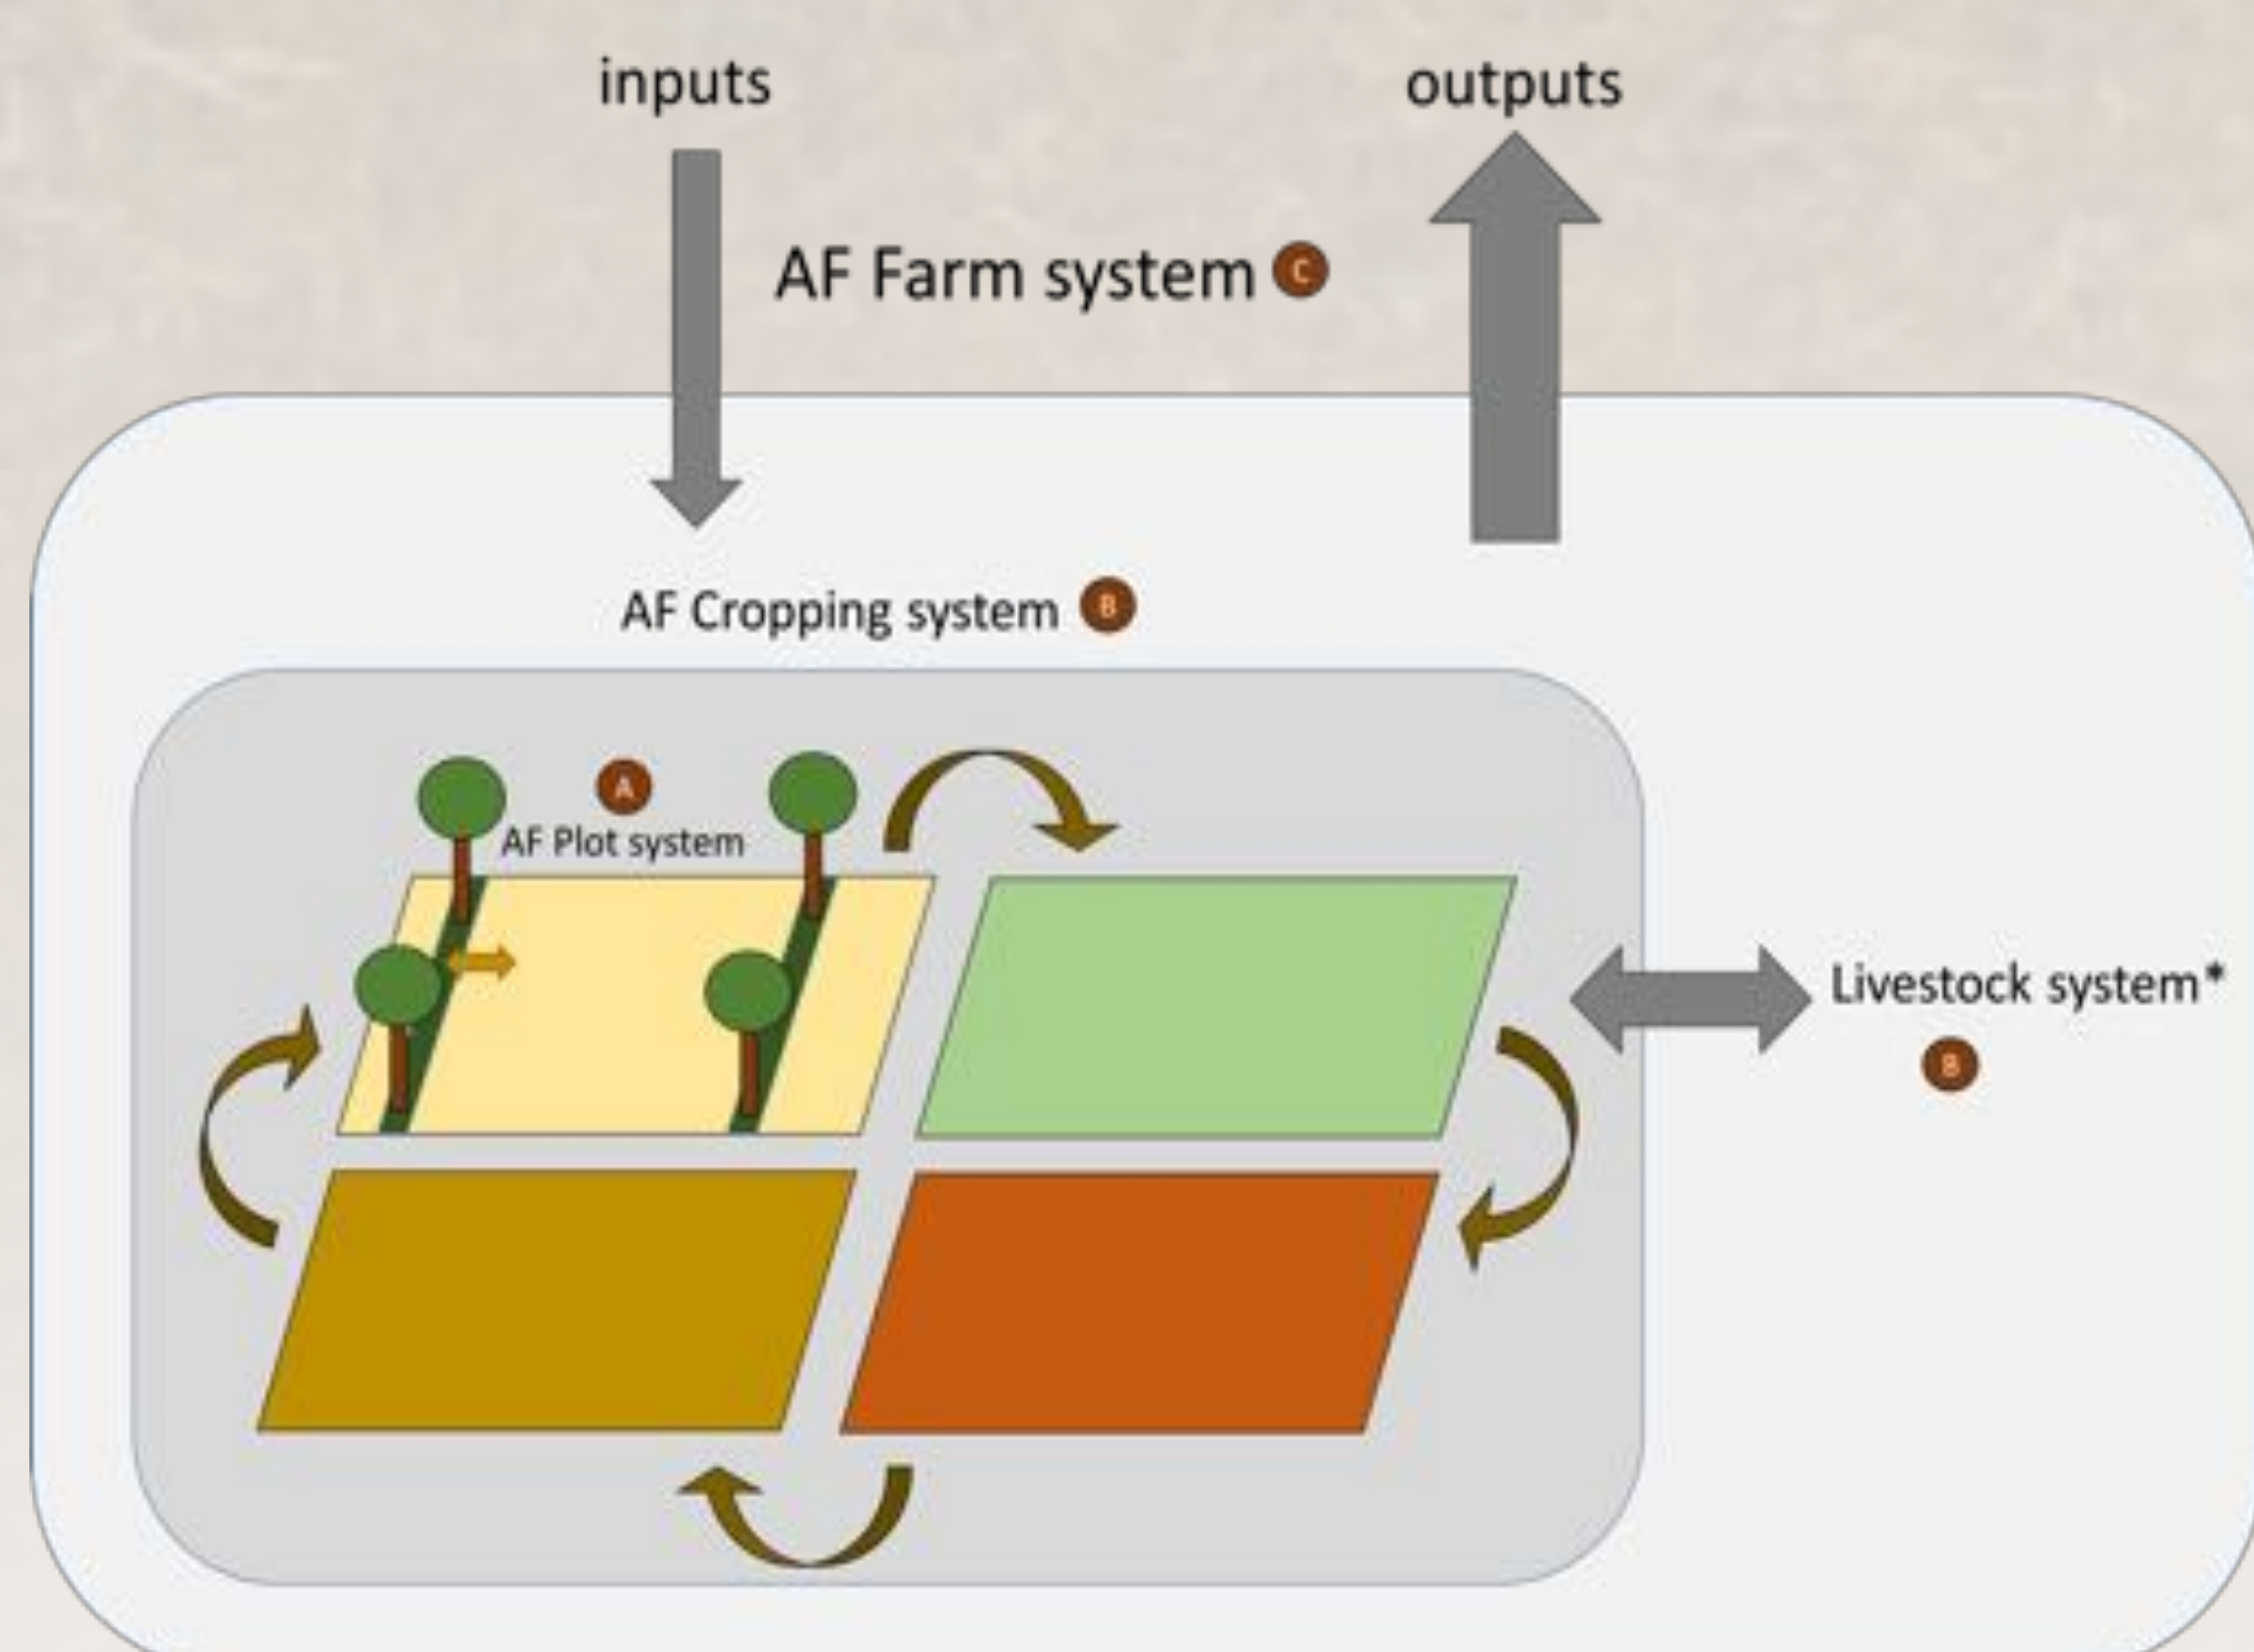 inputs
outputs
AF Farm system C
AF Cropping system B
A
AF Plot system
Livestock system*
B